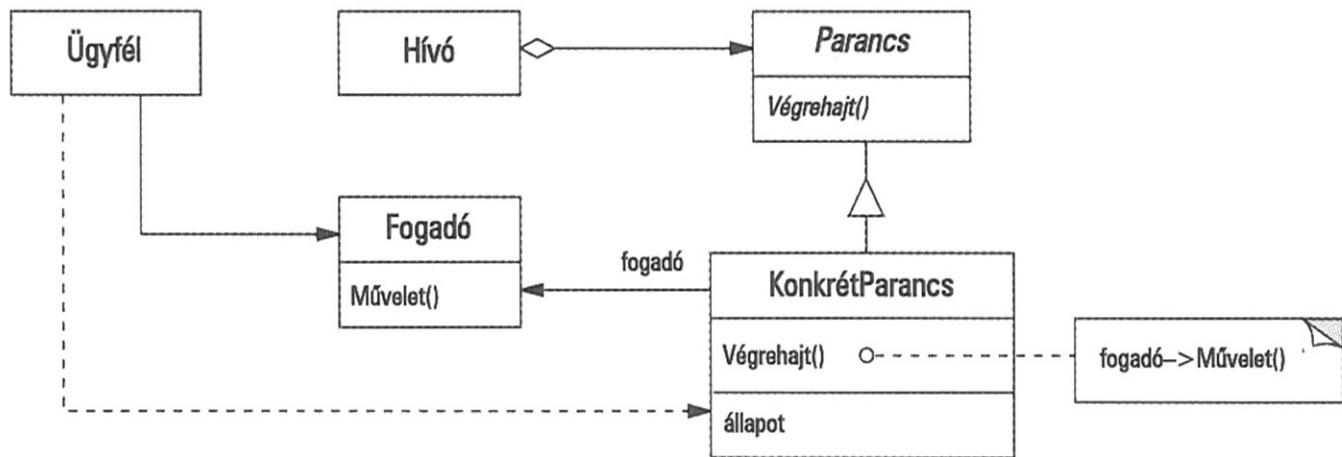 Ügyfél
Hívó
Parancs
Végrehajt()
Fogadó
Művelet()
fogadó
KonkrétParancs
Végrehajt()
állapot
fogadó–>Művelet()